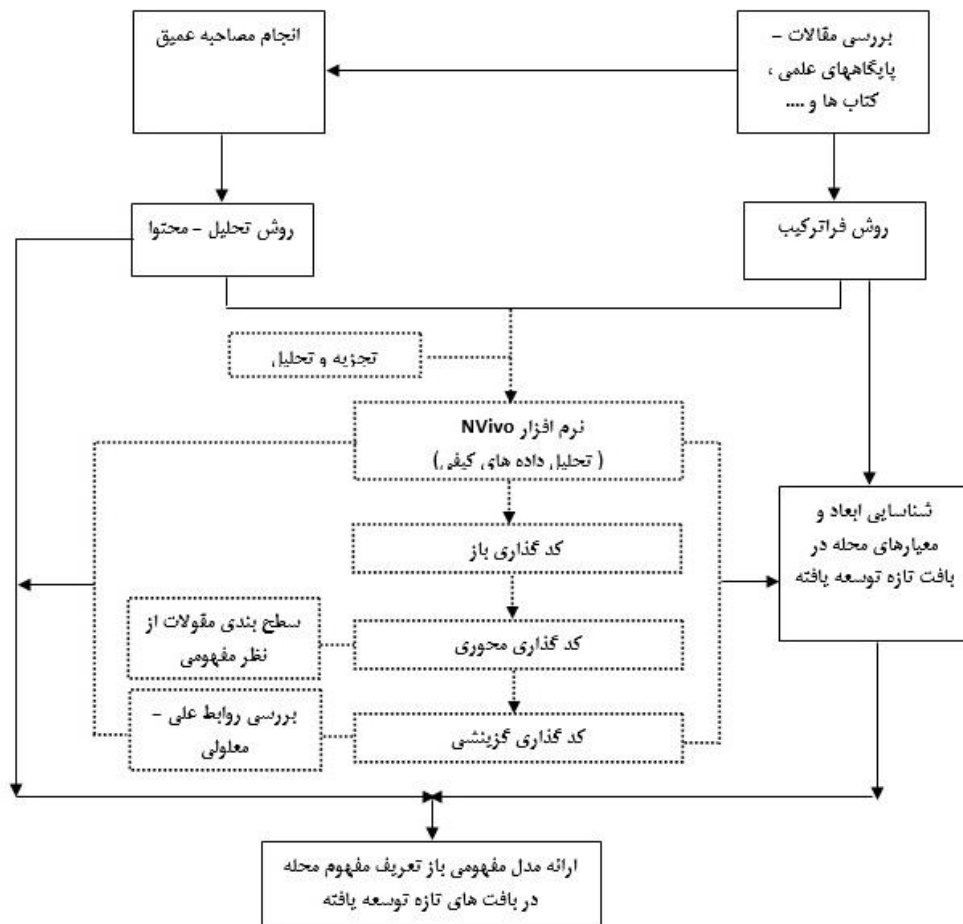 بررسی مقالات –
پایگاههای علمی ،
کتاب ها و ....
انجام مصاحبه عمیق
روش فراترکیب
روش تحلیل – محتوا
تجزیه و تحلیل
نرم افزار NVivo
( تحلیل داده های کیفی)
کد گذاری باز
کد گذاری محوری
سطح بندی مقولات از
نظر مفهومی
کد گذاری گزینشی
بررسی روابط علی –
معلولی
شناسایی ابعاد و
معیارهای محله در
بافت تازه توسعه یافته
ارائه مدل مفهومی باز تعریف مفهوم محله
در بافت های تازه توسعه یافته